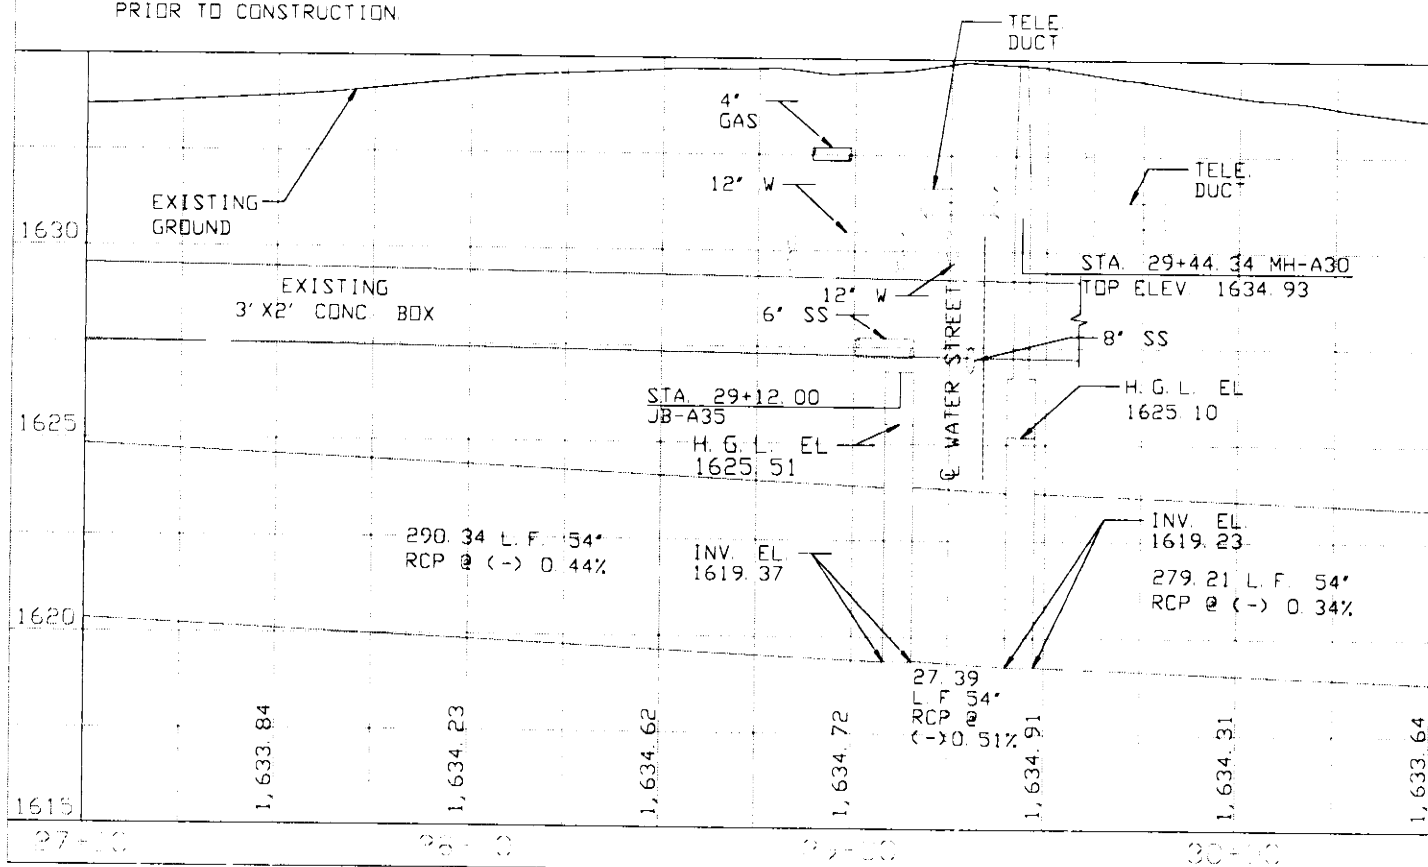 PRIOR TO CONSTRUCTION.
TELE.
DUCT
4"
GAS
12" W
TELE.
DUCT
EXISTING
GROUND
1630
EXISTING
3'X2' CONC. BOX
STA. 29+44.34 MH-A30
TOP ELEV. 1634.93
12" W
6" SS
8" SS
℄ WATER STREET
STA. 29+12.00
JB-A35
H.G.L. EL
1625.10
1625
H.G.L. EL
1625.51
290.34 L.F. 54"
RCP @ (-) 0.44%
INV. EL
1619.37
INV. EL.
1619.23
279.21 L.F. 54"
RCP @ (-) 0.34%
1620
27.39
L.F 54"
RCP @
(-)0.51%
1,633.84
1,634.23
1,634.62
1,634.72
1,634.91
1,634.31
1,633.64
1615